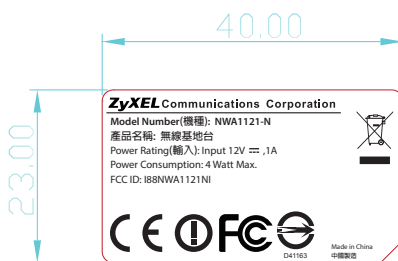 40.00
23.00
ZyXEL Communications Corporation
Model Number(機種): NWA1121-N
產品名稱: 無線基地台
Power Rating(輸入): Input 12V ⎓ ,1A
Power Consumption: 4 Watt Max.
FCC ID: I88NWA1121NI
CE FC
D41163
Made in China
中國製造